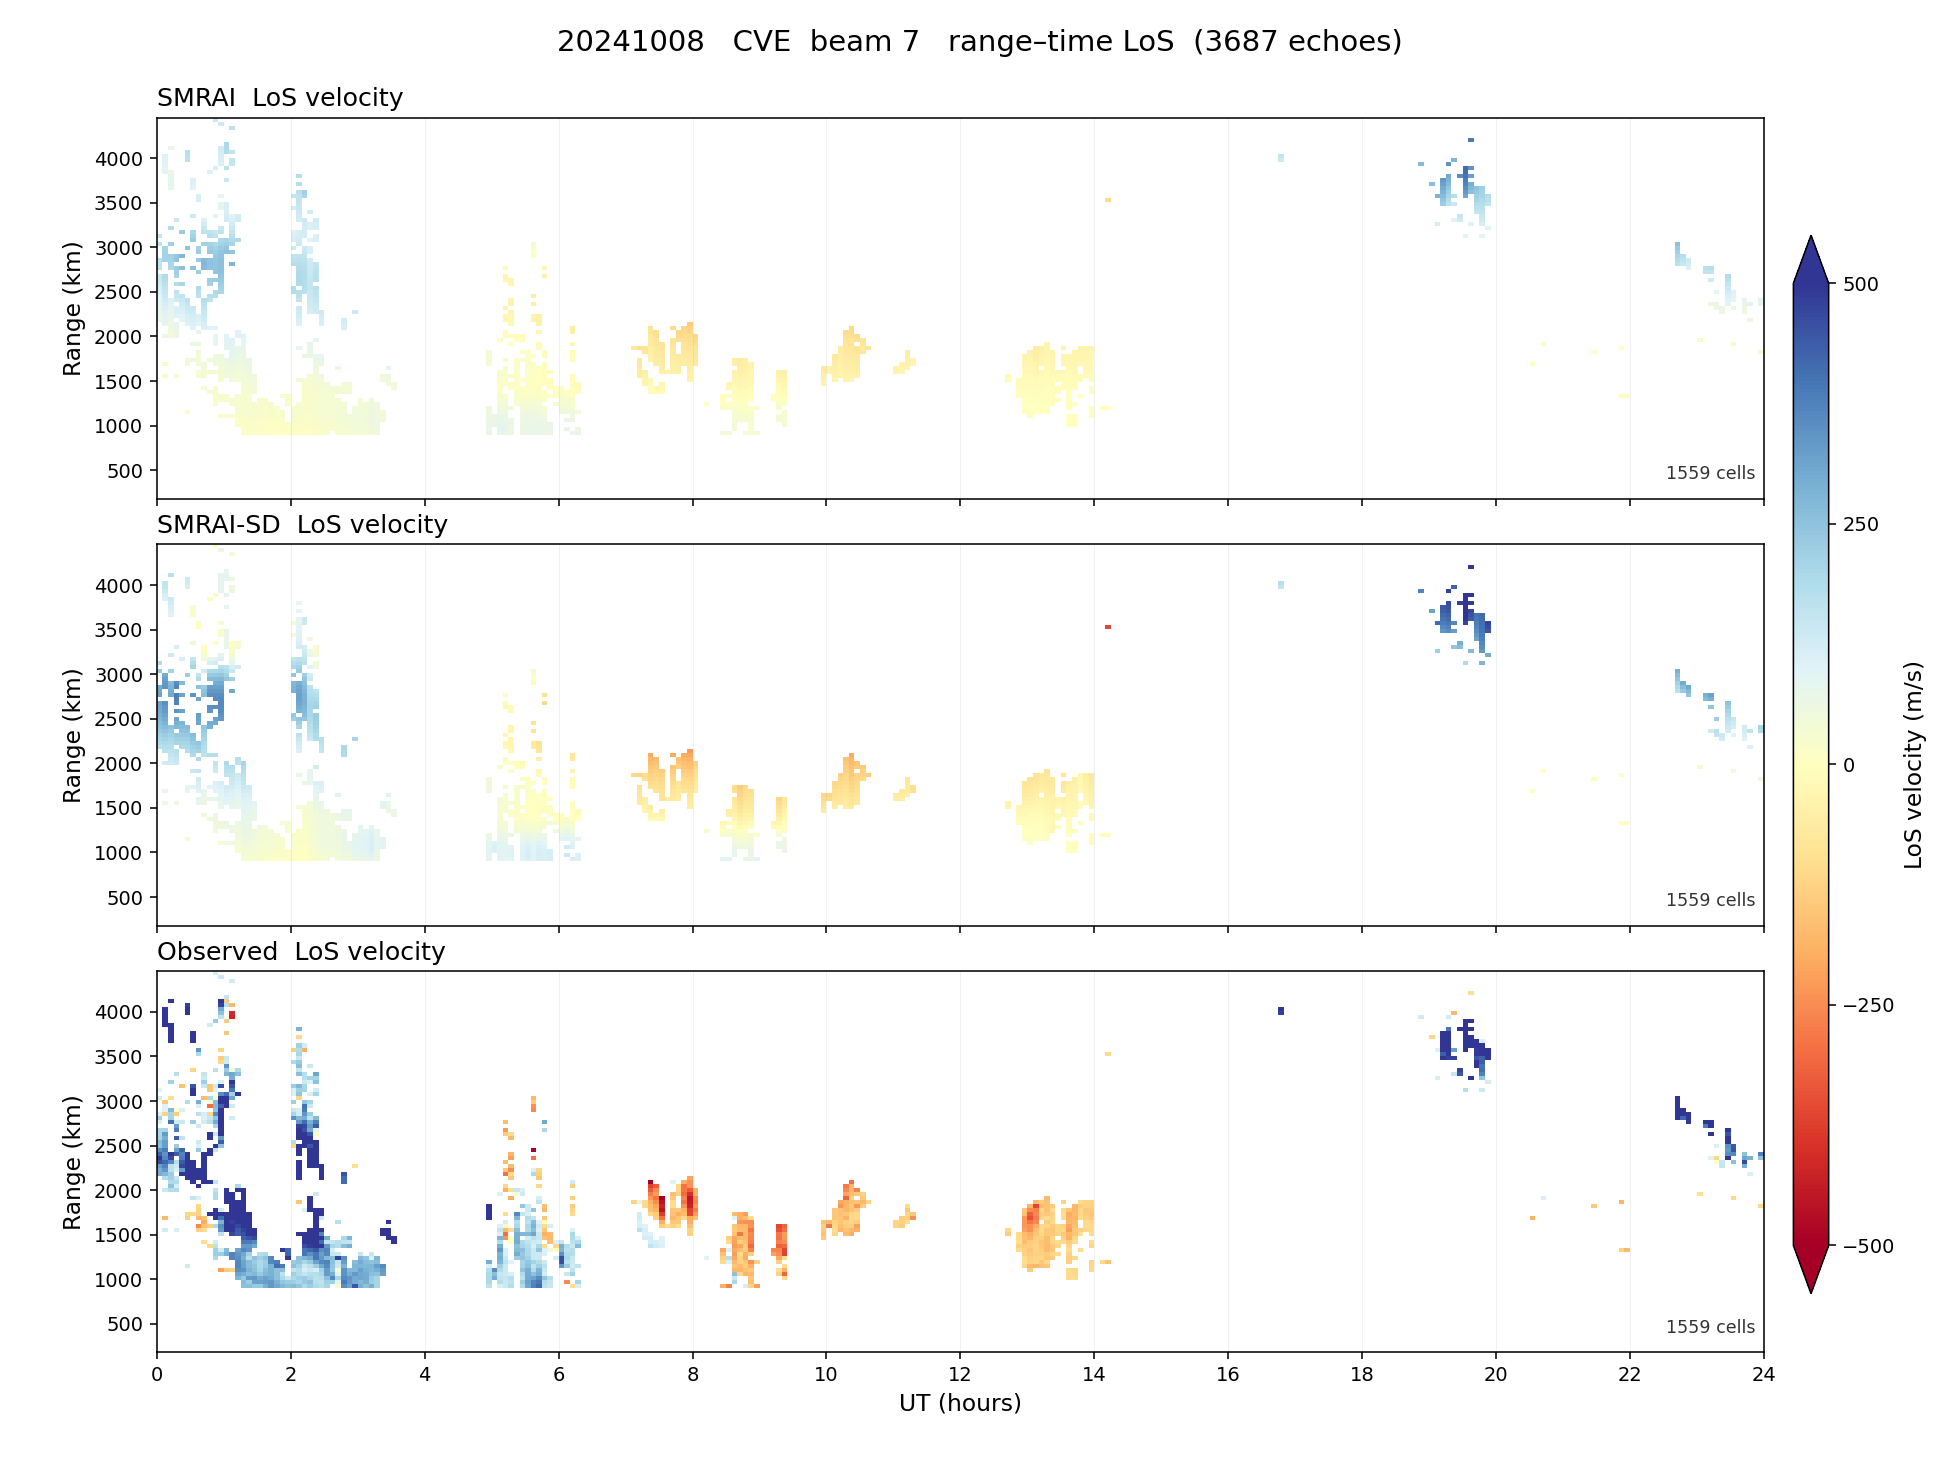 20241008   CVE  beam 7   range–time LoS  (3687 echoes)
SMRAI  LoS velocity
Range (km)
4000
3500
3000
2500
2000
1500
1000
500
1559 cells
SMRAI-SD  LoS velocity
Range (km)
4000
3500
3000
2500
2000
1500
1000
500
1559 cells
Observed  LoS velocity
Range (km)
4000
3500
3000
2500
2000
1500
1000
500
1559 cells
0 2 4 6 8 10 12 14 16 18 20 22 24
UT (hours)
500
250
0
−250
−500
LoS velocity (m/s)